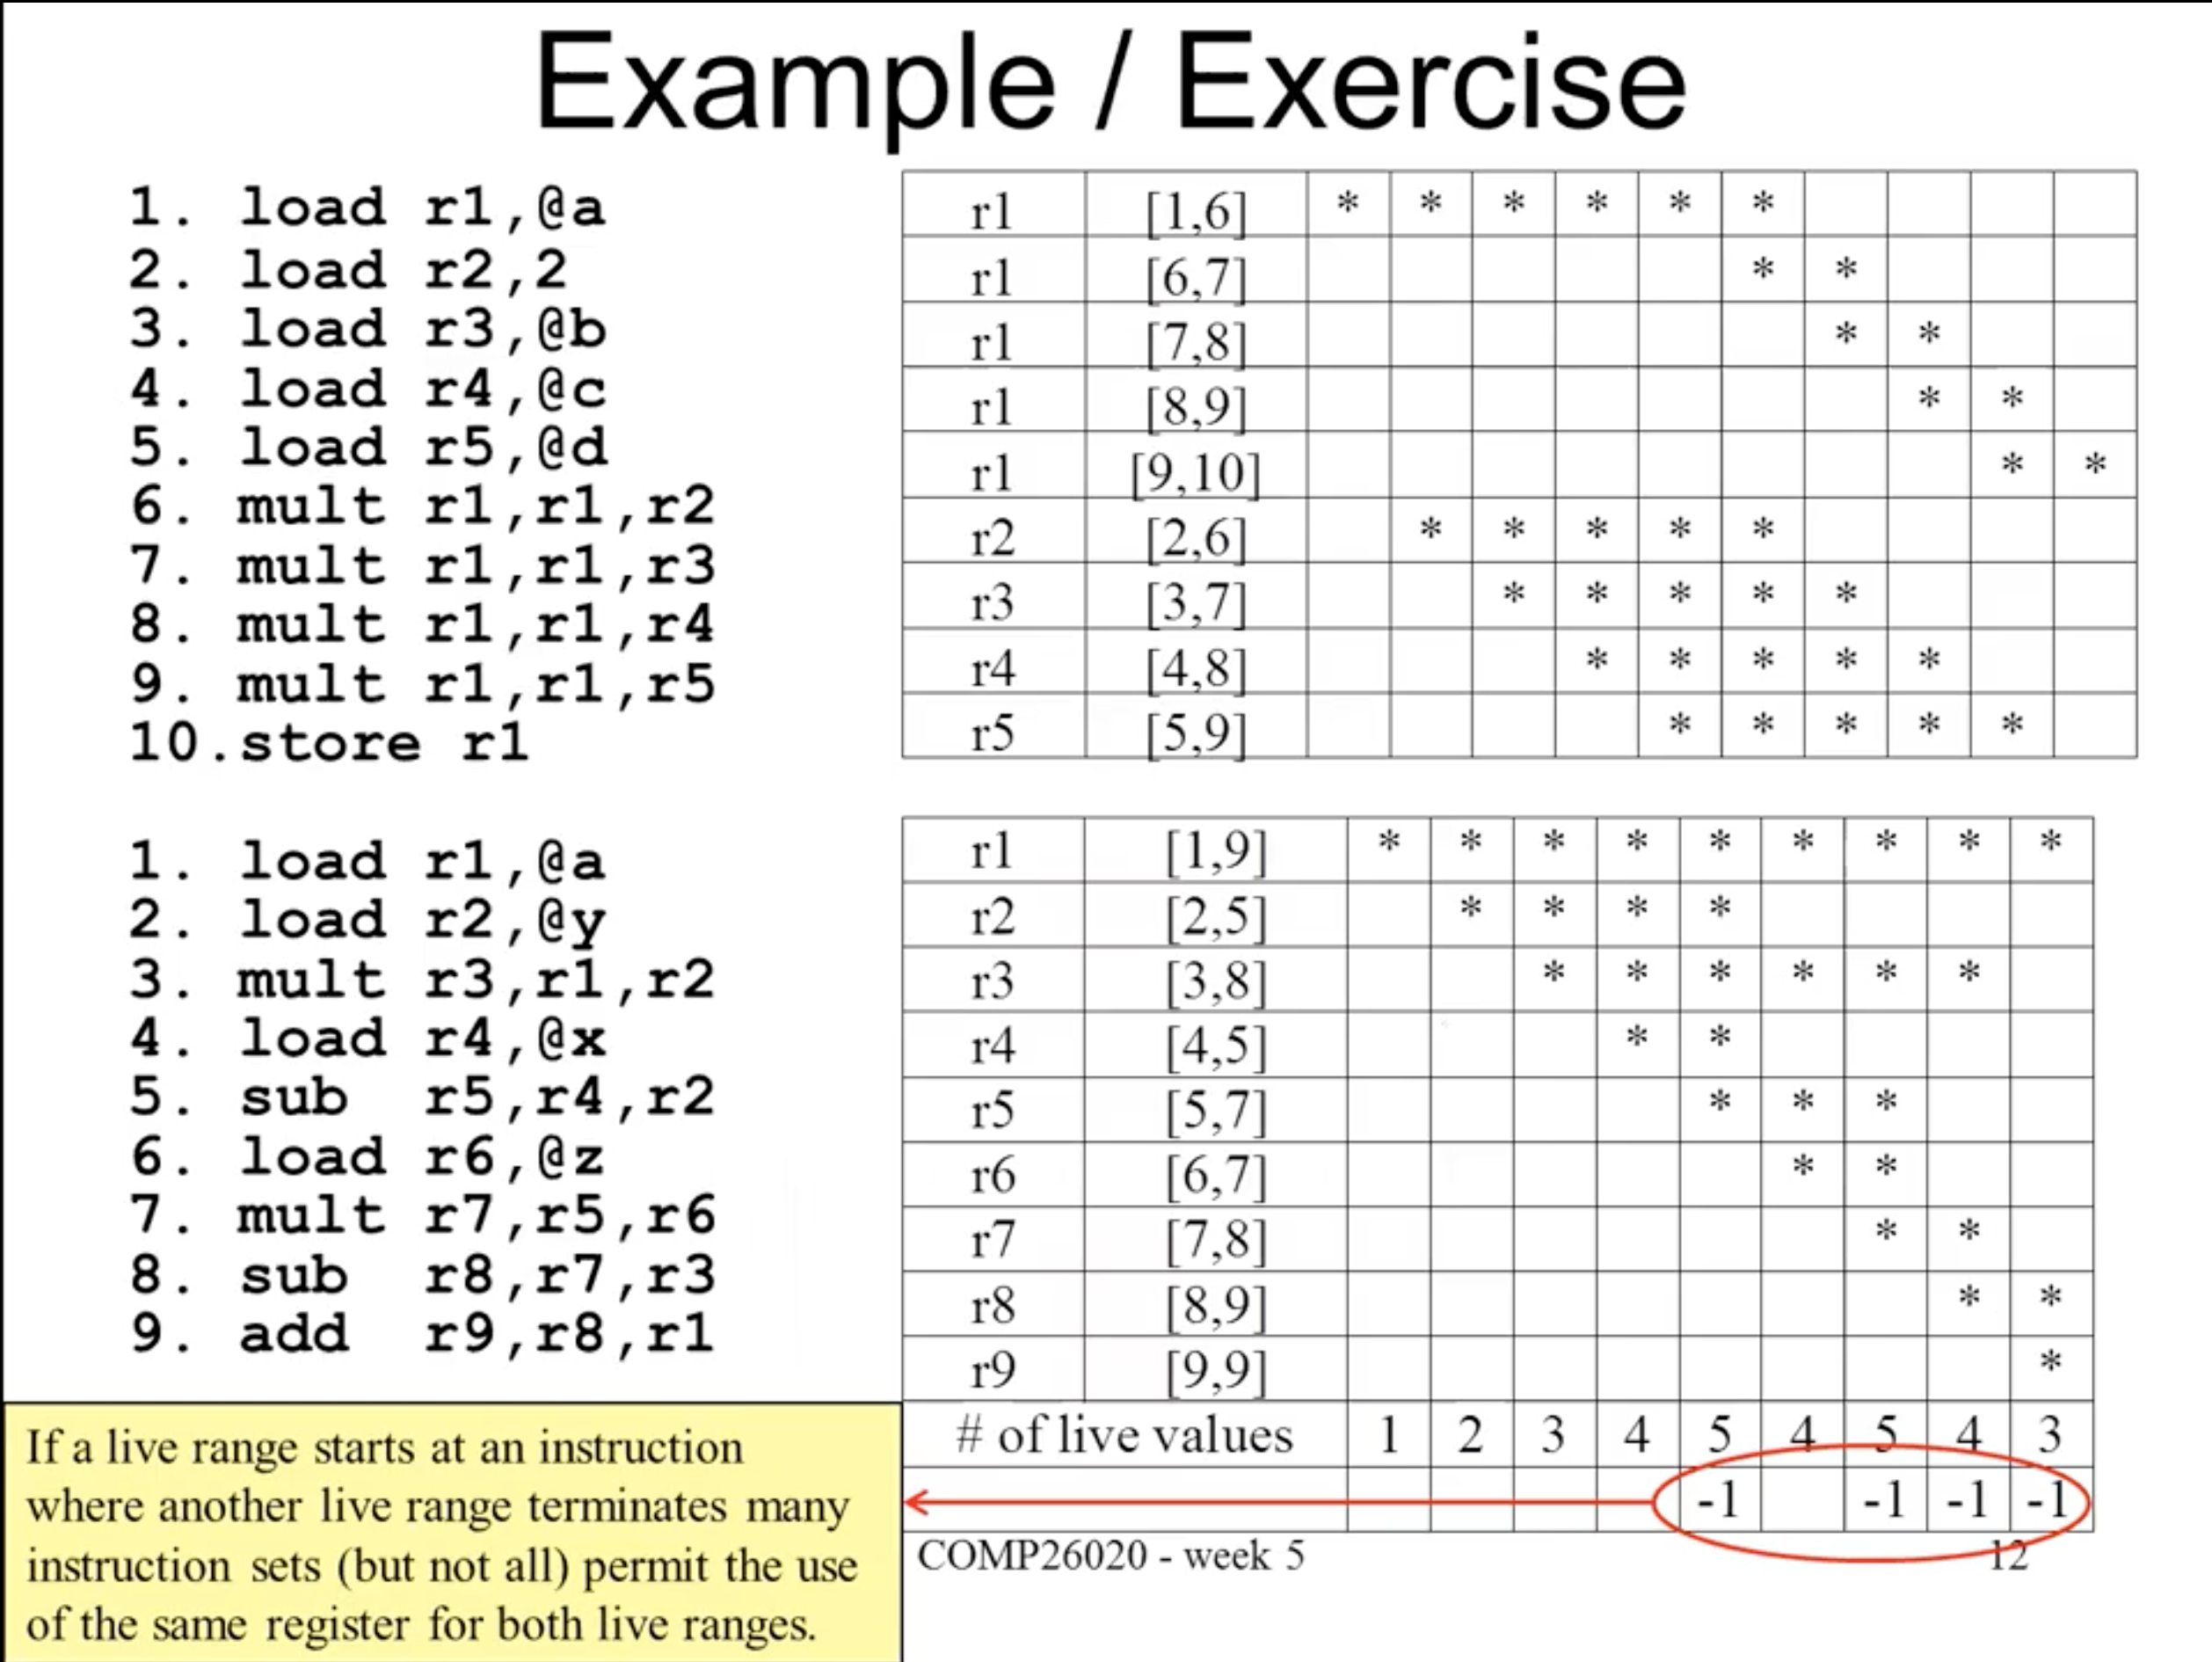 Example / Exercise
1. load r1,@a
2. load r2,2
3. load r3,@b
4. load r4,@c
5. load r5,@d
6. mult r1,r1,r2
7. mult r1,r1,r3
8. mult r1,r1,r4
9. mult r1,r1,r5
10.store r1
r1 [1,6] * * * * * *
r1 [6,7] * *
r1 [7,8] * *
r1 [8,9] * *
r1 [9,10] * *
r2 [2,6] * * * * *
r3 [3,7] * * * * *
r4 [4,8] * * * * *
r5 [5,9] * * * * *
1. load r1,@a
2. load r2,@y
3. mult r3,r1,r2
4. load r4,@x
5. sub r5,r4,r2
6. load r6,@z
7. mult r7,r5,r6
8. sub r8,r7,r3
9. add r9,r8,r1
r1 [1,9] * * * * * * * * *
r2 [2,5] * * * *
r3 [3,8] * * * * * *
r4 [4,5] * *
r5 [5,7] * * *
r6 [6,7] * *
r7 [7,8] * *
r8 [8,9] * *
r9 [9,9] *
# of live values 1 2 3 4 5 4 5 4 3
-1 -1 -1 -1
If a live range starts at an instruction
where another live range terminates many
instruction sets (but not all) permit the use
of the same register for both live ranges.
COMP26020 - week 5
12